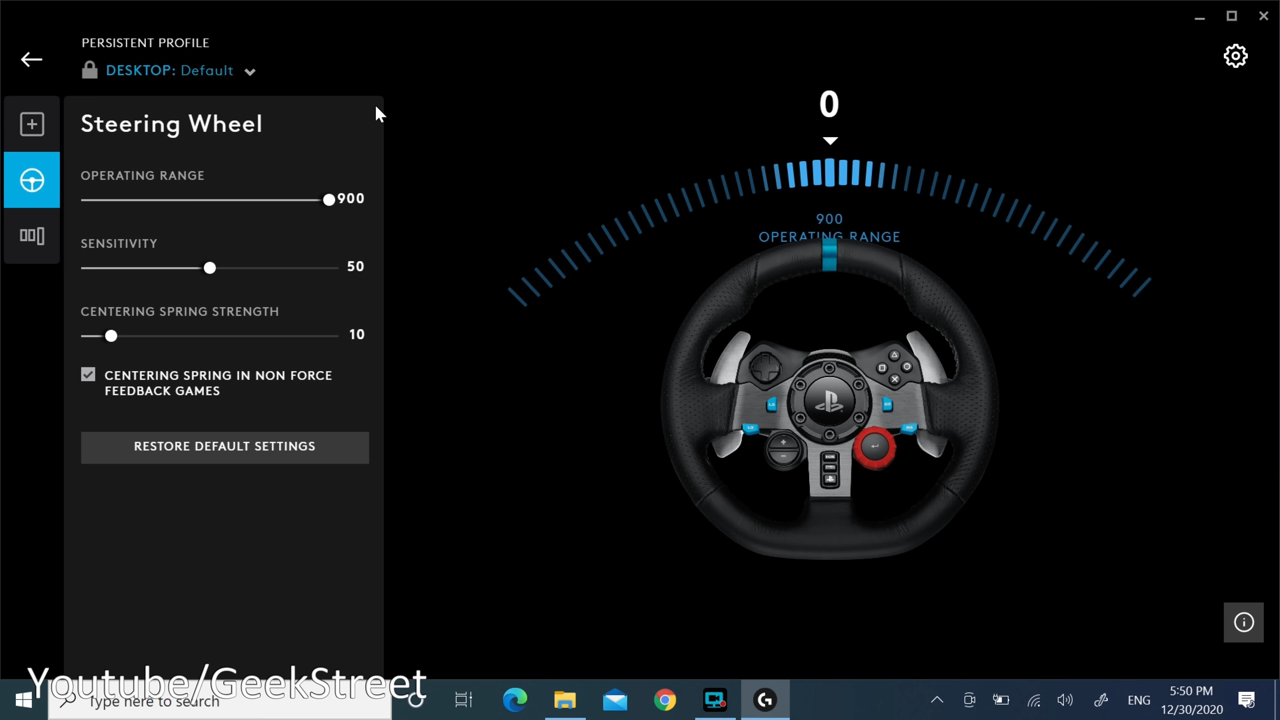 PERSISTENT PROFILE
DESKTOP: Default
Steering Wheel
OPERATING RANGE
900
SENSITIVITY
50
CENTERING SPRING STRENGTH
10
CENTERING SPRING IN NON FORCE
FEEDBACK GAMES
RESTORE DEFAULT SETTINGS
0
900
OPERATING RANGE
Youtube/GeekStreet
Type here to search
ENG
5:50 PM
12/30/2020